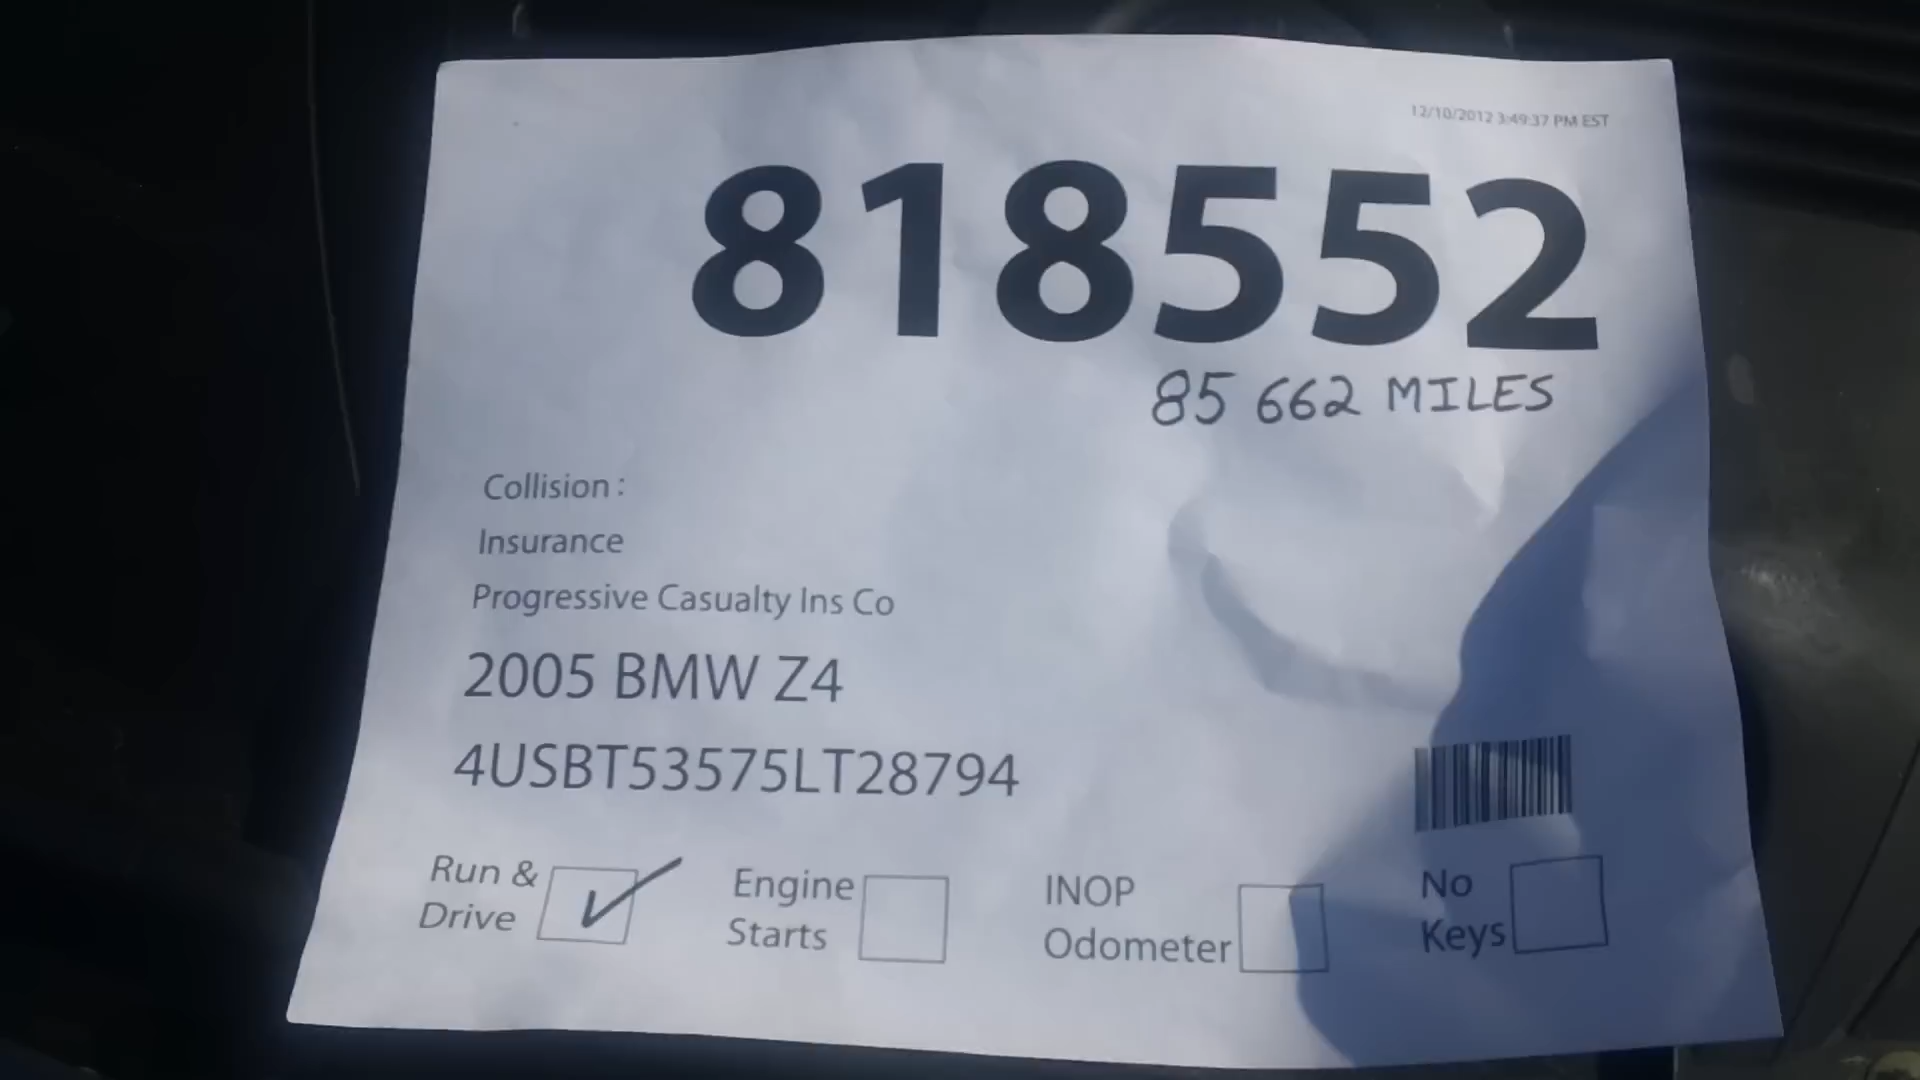 12/10/2012 3:49:37 PM EST
818552
85 662 MILES
Collision :
Insurance
Progressive Casualty Ins Co
2005 BMW Z4
4USBT53575LT28794
Run & Drive
Engine Starts
INOP Odometer
No Keys